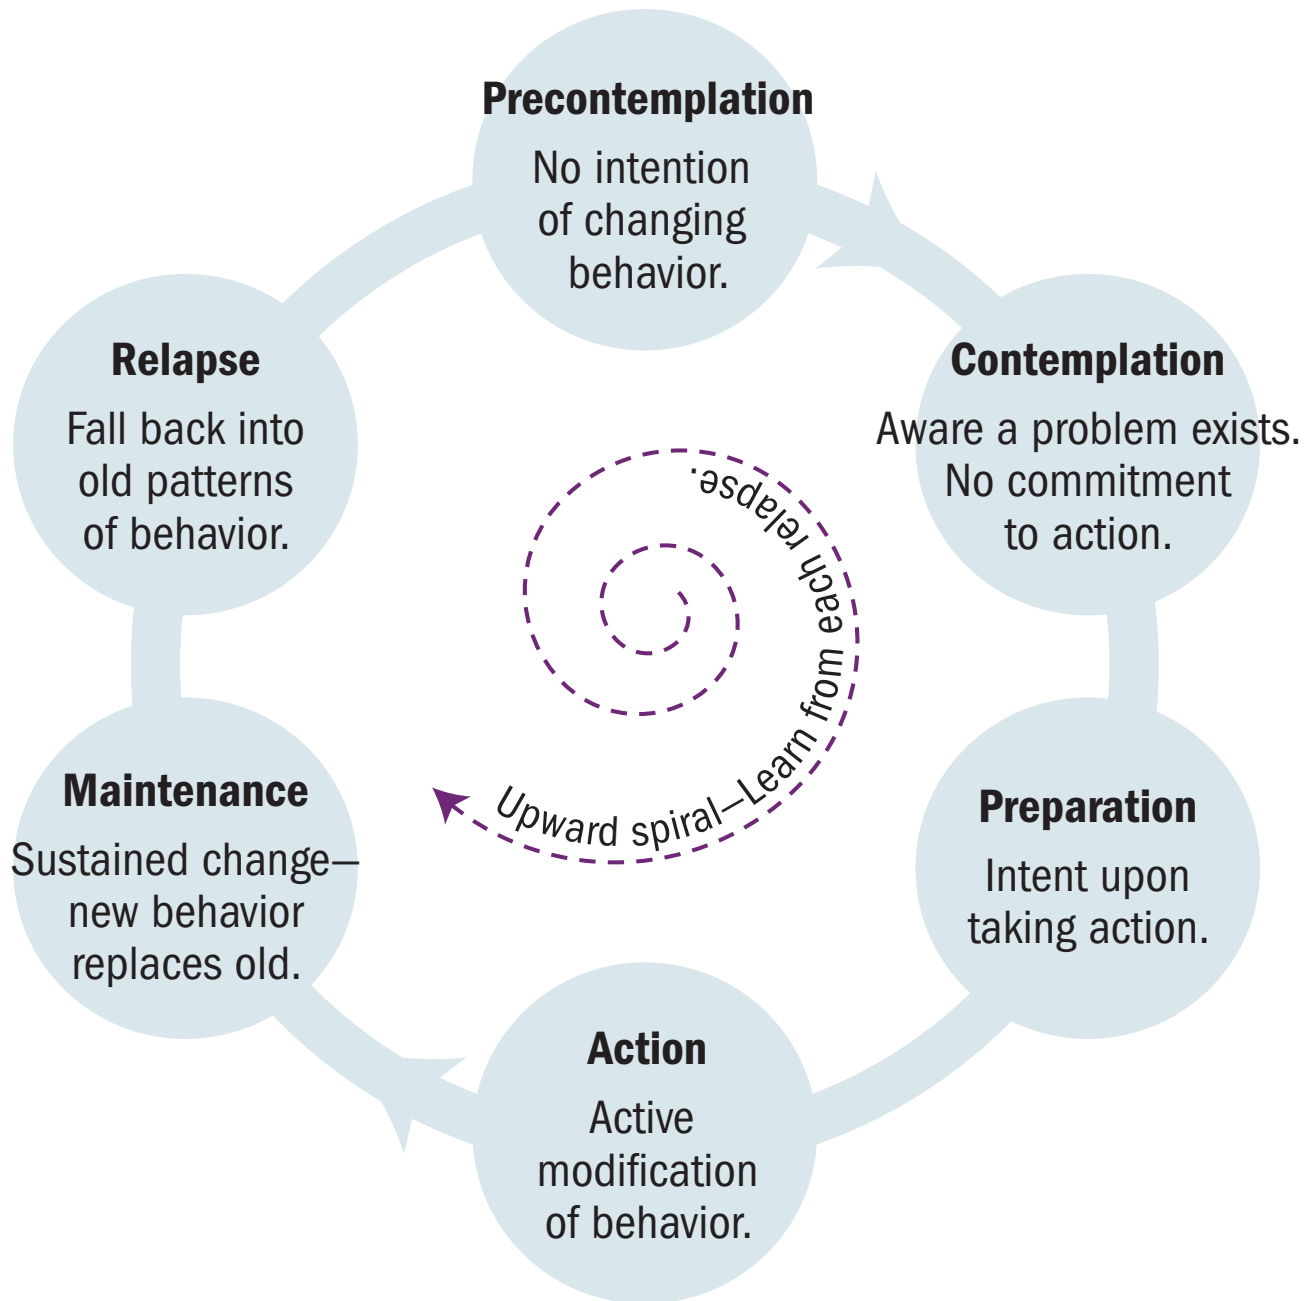 Precontemplation
No intention
of changing
behavior.
Contemplation
Aware a problem exists.
No commitment
to action.
Preparation
Intent upon
taking action.
Action
Active
modification
of behavior.
Maintenance
Sustained change—
new behavior
replaces old.
Relapse
Fall back into
old patterns
of behavior.
Upward spiral—Learn from each relapse.